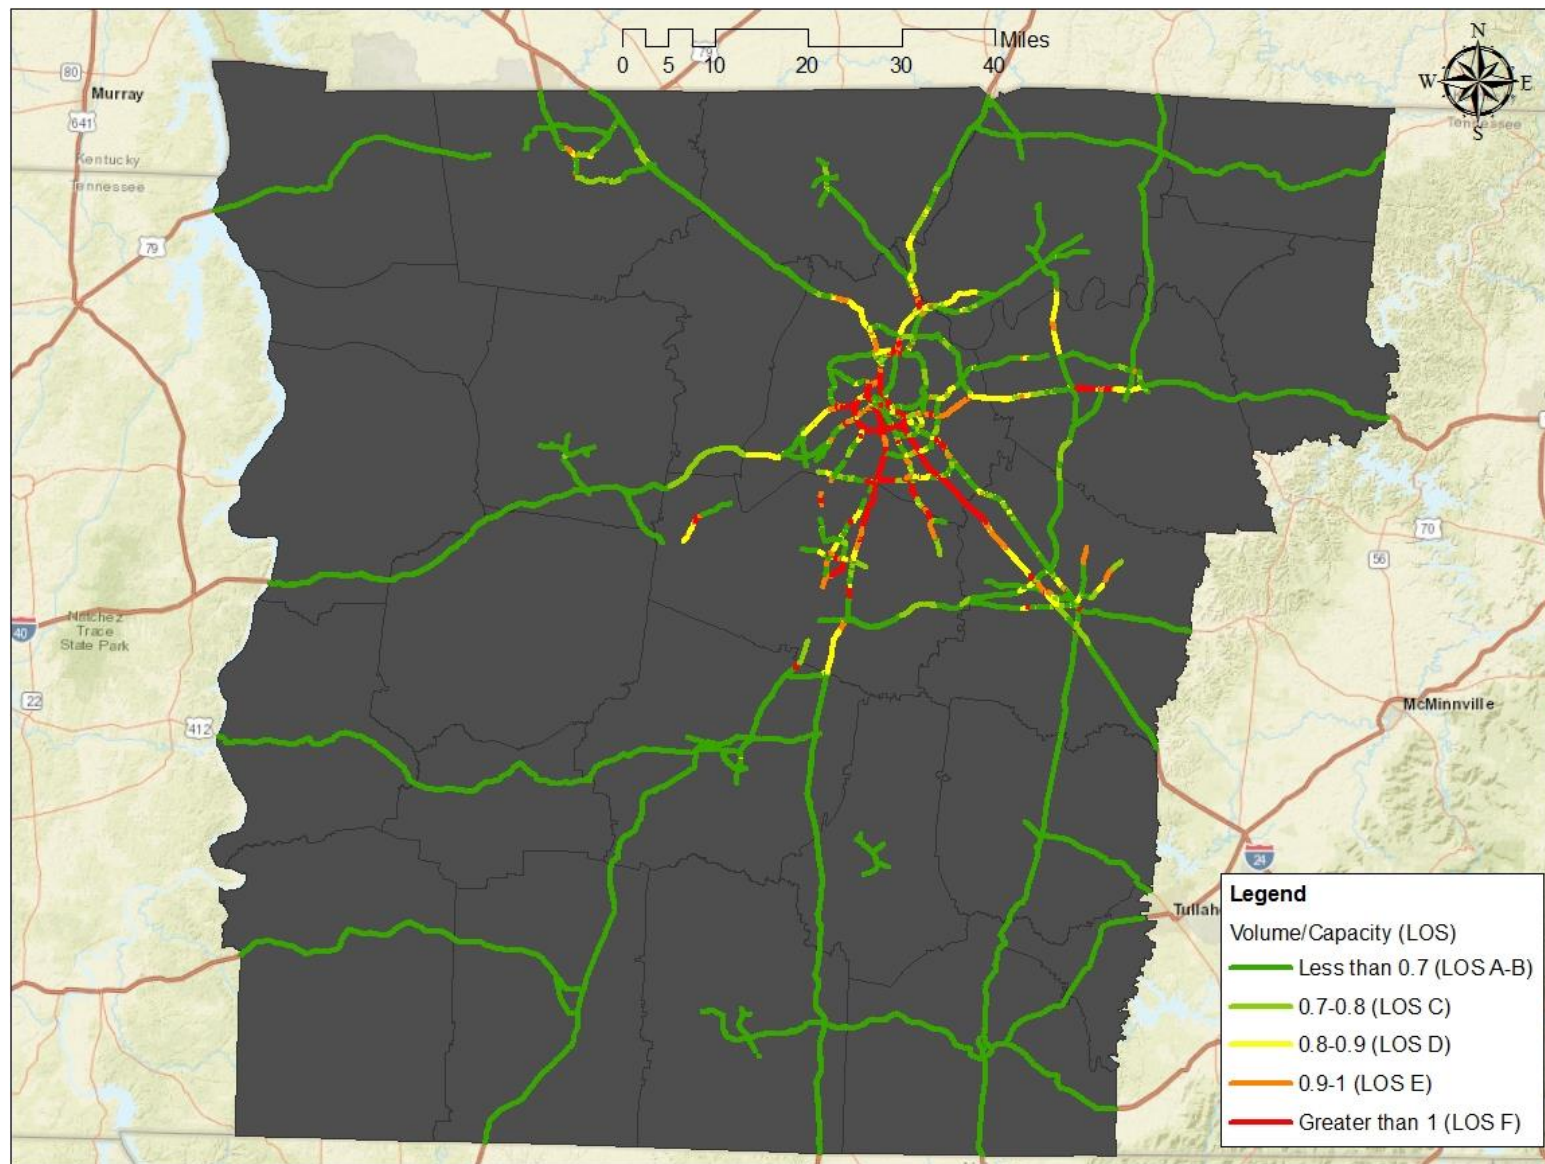 Miles
79
0 5 10 20 30 40
N
W E
S
80
Murray
641
Kentucky
Tennessee
Tennessee
79
70
56
40
Natchez
Trace
State Park
22
412
McMinnville
24
Tullah
Legend
Volume/Capacity (LOS)
Less than 0.7 (LOS A-B)
0.7-0.8 (LOS C)
0.8-0.9 (LOS D)
0.9-1 (LOS E)
Greater than 1 (LOS F)